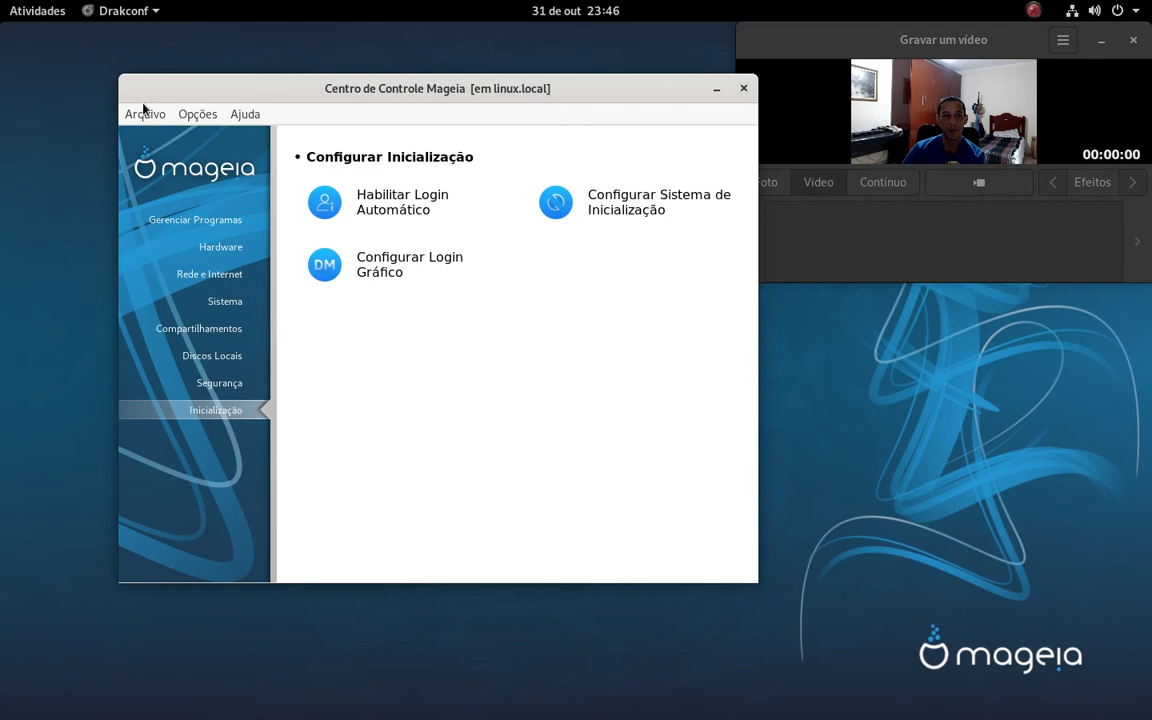 Atividades Drakconf 31 de out 23:46
Gravar um vídeo
Centro de Controle Mageia [em linux.local]
Arquivo Opções Ajuda
00:00:00
mageia
• Configurar Inicialização
Foto Vídeo Contínuo Efeitos
Habilitar Login
Automático
Configurar Sistema de
Inicialização
DM
Configurar Login
Gráfico
Gerenciar Programas
Hardware
Rede e Internet
Sistema
Compartilhamentos
Discos Locais
Segurança
Inicialização
mageia